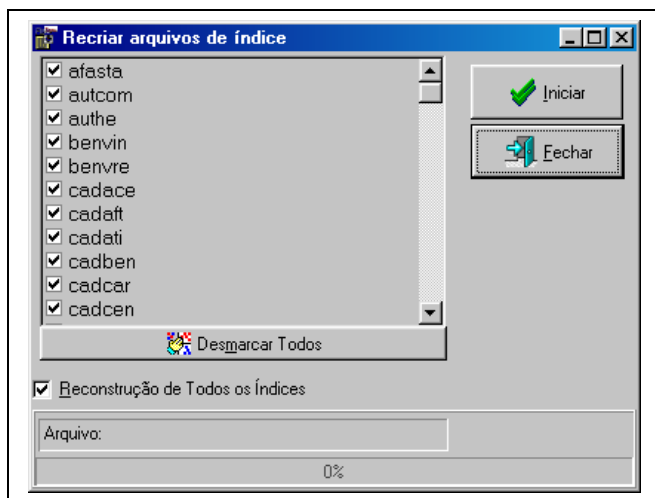 Recriar arquivos de índice
afasta
autcom
authe
benvin
benvre
cadace
cadaft
cadati
cadben
cadcar
cadcen
Iniciar
Fechar
Desmarcar Todos
Reconstrução de Todos os Índices
Arquivo:
0%